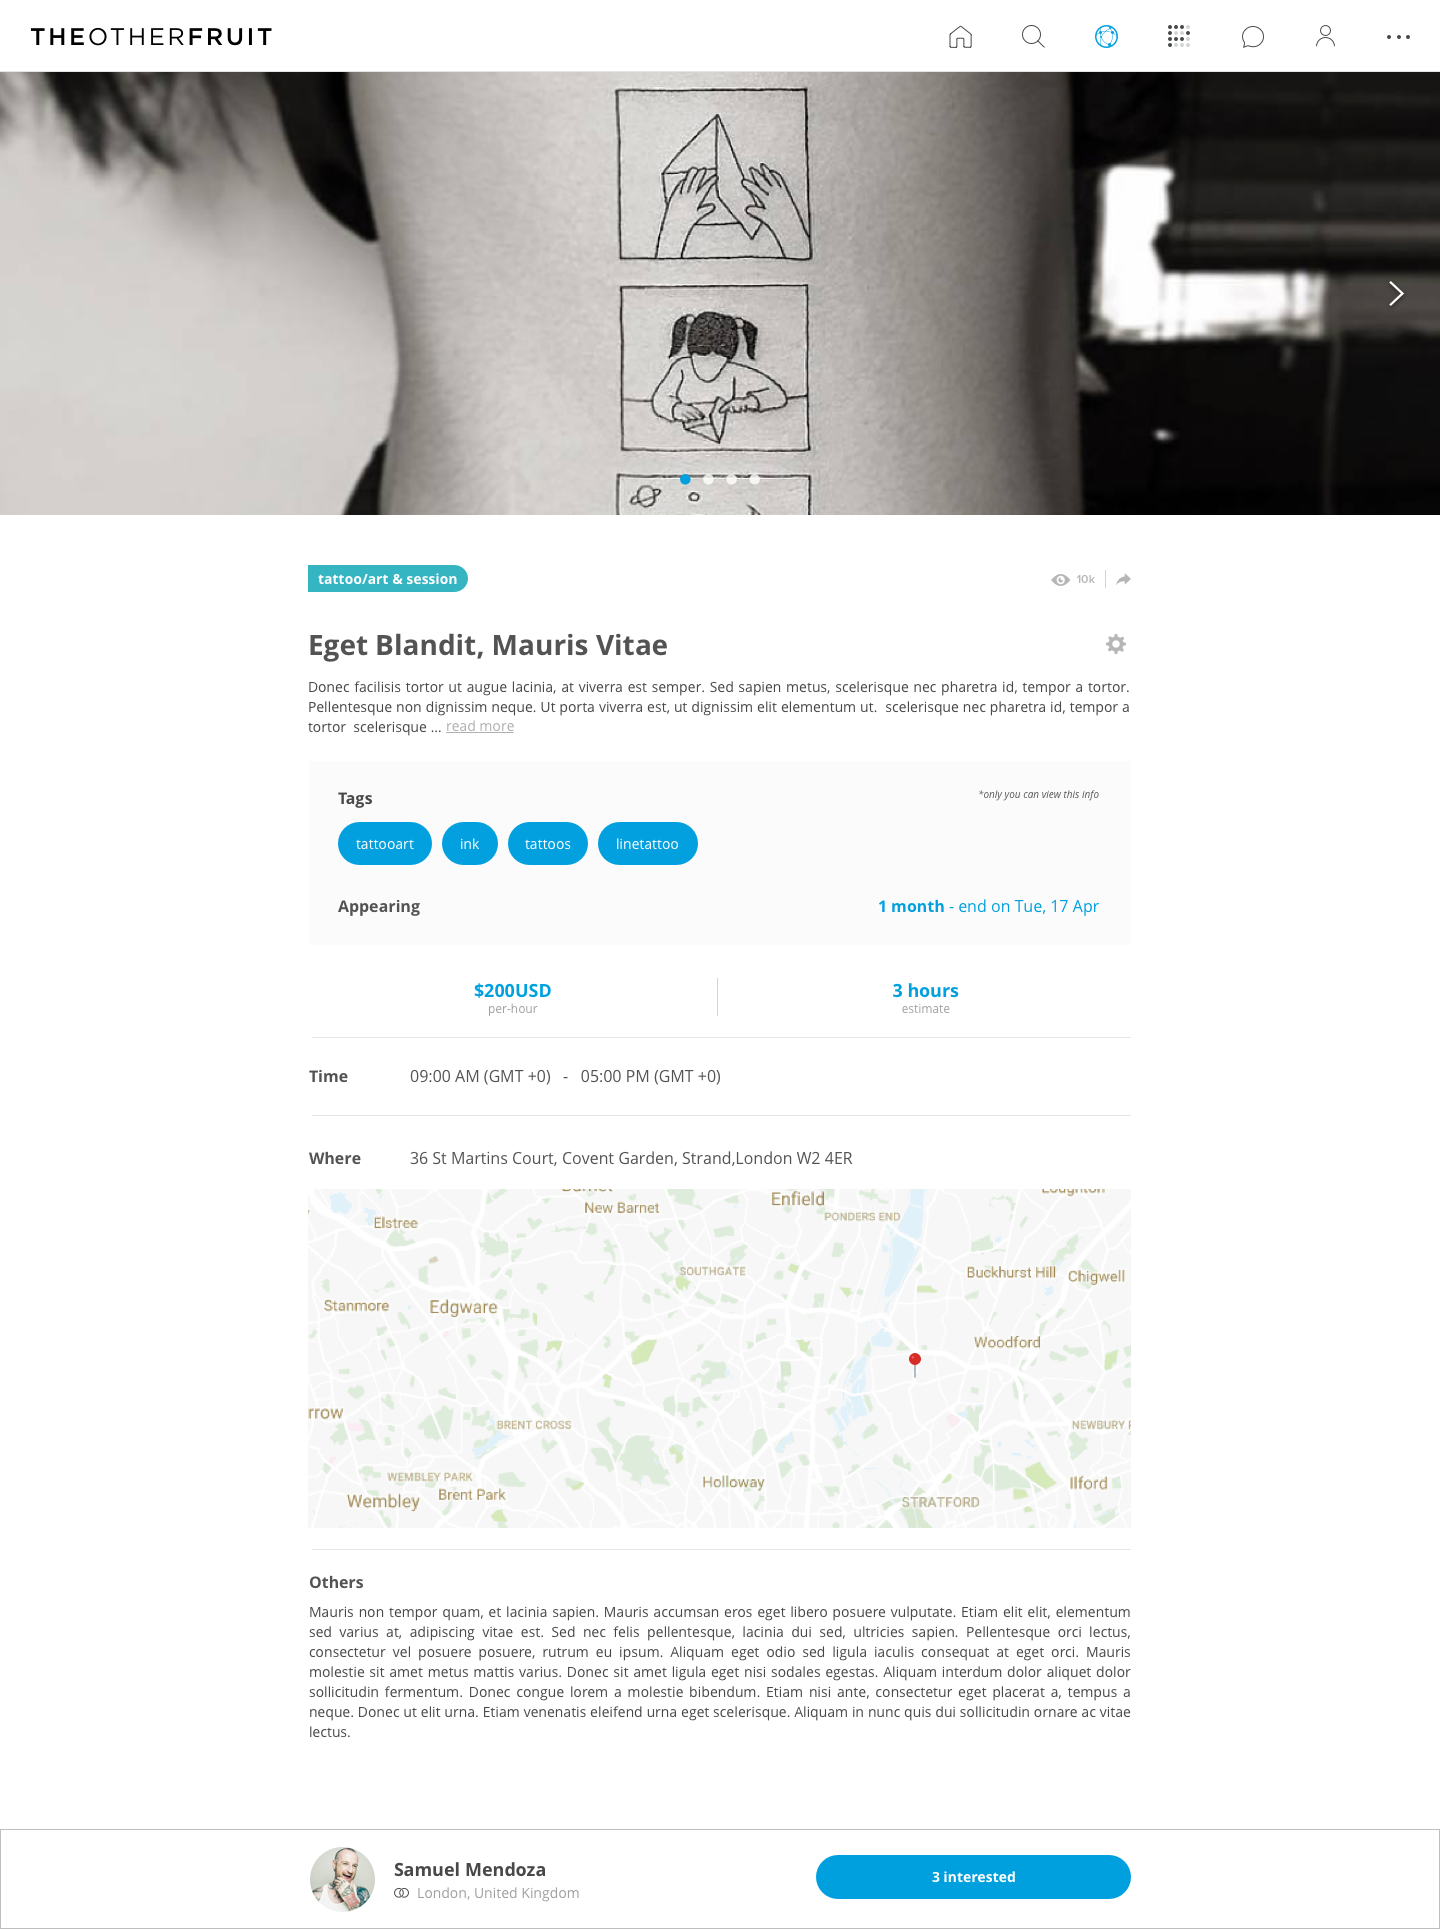 THEOTHERFRUIT
tattoo/art & session
10k
Eget Blandit, Mauris Vitae
Donec facilisis tortor ut augue lacinia, at viverra est semper. Sed sapien metus, scelerisque nec pharetra id, tempor a tortor.
Pellentesque non dignissim neque. Ut porta viverra est, ut dignissim elit elementum ut.  scelerisque nec pharetra id, tempor a
tortor  scelerisque ... read more
Tags
*only you can view this info
tattooart ink tattoos linetattoo
Appearing
1 month - end on Tue, 17 Apr
$200USD
per-hour
3 hours
estimate
Time 09:00 AM (GMT +0)   -   05:00 PM (GMT +0)
Where 36 St Martins Court, Covent Garden, Strand,London W2 4ER
Barnet
Enfield
Loughton
New Barnet
PONDERS END
Elstree
SOUTHGATE
Buckhurst Hill
Chigwell
Stanmore
Edgware
Woodford
rrow
BRENT CROSS
NEWBURY
WEMBLEY PARK
Holloway
Ilford
Wembley
Brent Park
STRATFORD
Others
Mauris non tempor quam, et lacinia sapien. Mauris accumsan eros eget libero posuere vulputate. Etiam elit elit, elementum
sed varius at, adipiscing vitae est. Sed nec felis pellentesque, lacinia dui sed, ultricies sapien. Pellentesque orci lectus,
consectetur vel posuere posuere, rutrum eu ipsum. Aliquam eget odio sed ligula iaculis consequat at eget orci. Mauris
molestie sit amet metus mattis varius. Donec sit amet ligula eget nisi sodales egestas. Aliquam interdum dolor aliquet dolor
sollicitudin fermentum. Donec congue lorem a molestie bibendum. Etiam nisi ante, consectetur eget placerat a, tempus a
neque. Donec ut elit urna. Etiam venenatis eleifend urna eget scelerisque. Aliquam in nunc quis dui sollicitudin ornare ac vitae
lectus.
Samuel Mendoza
London, United Kingdom
3 interested